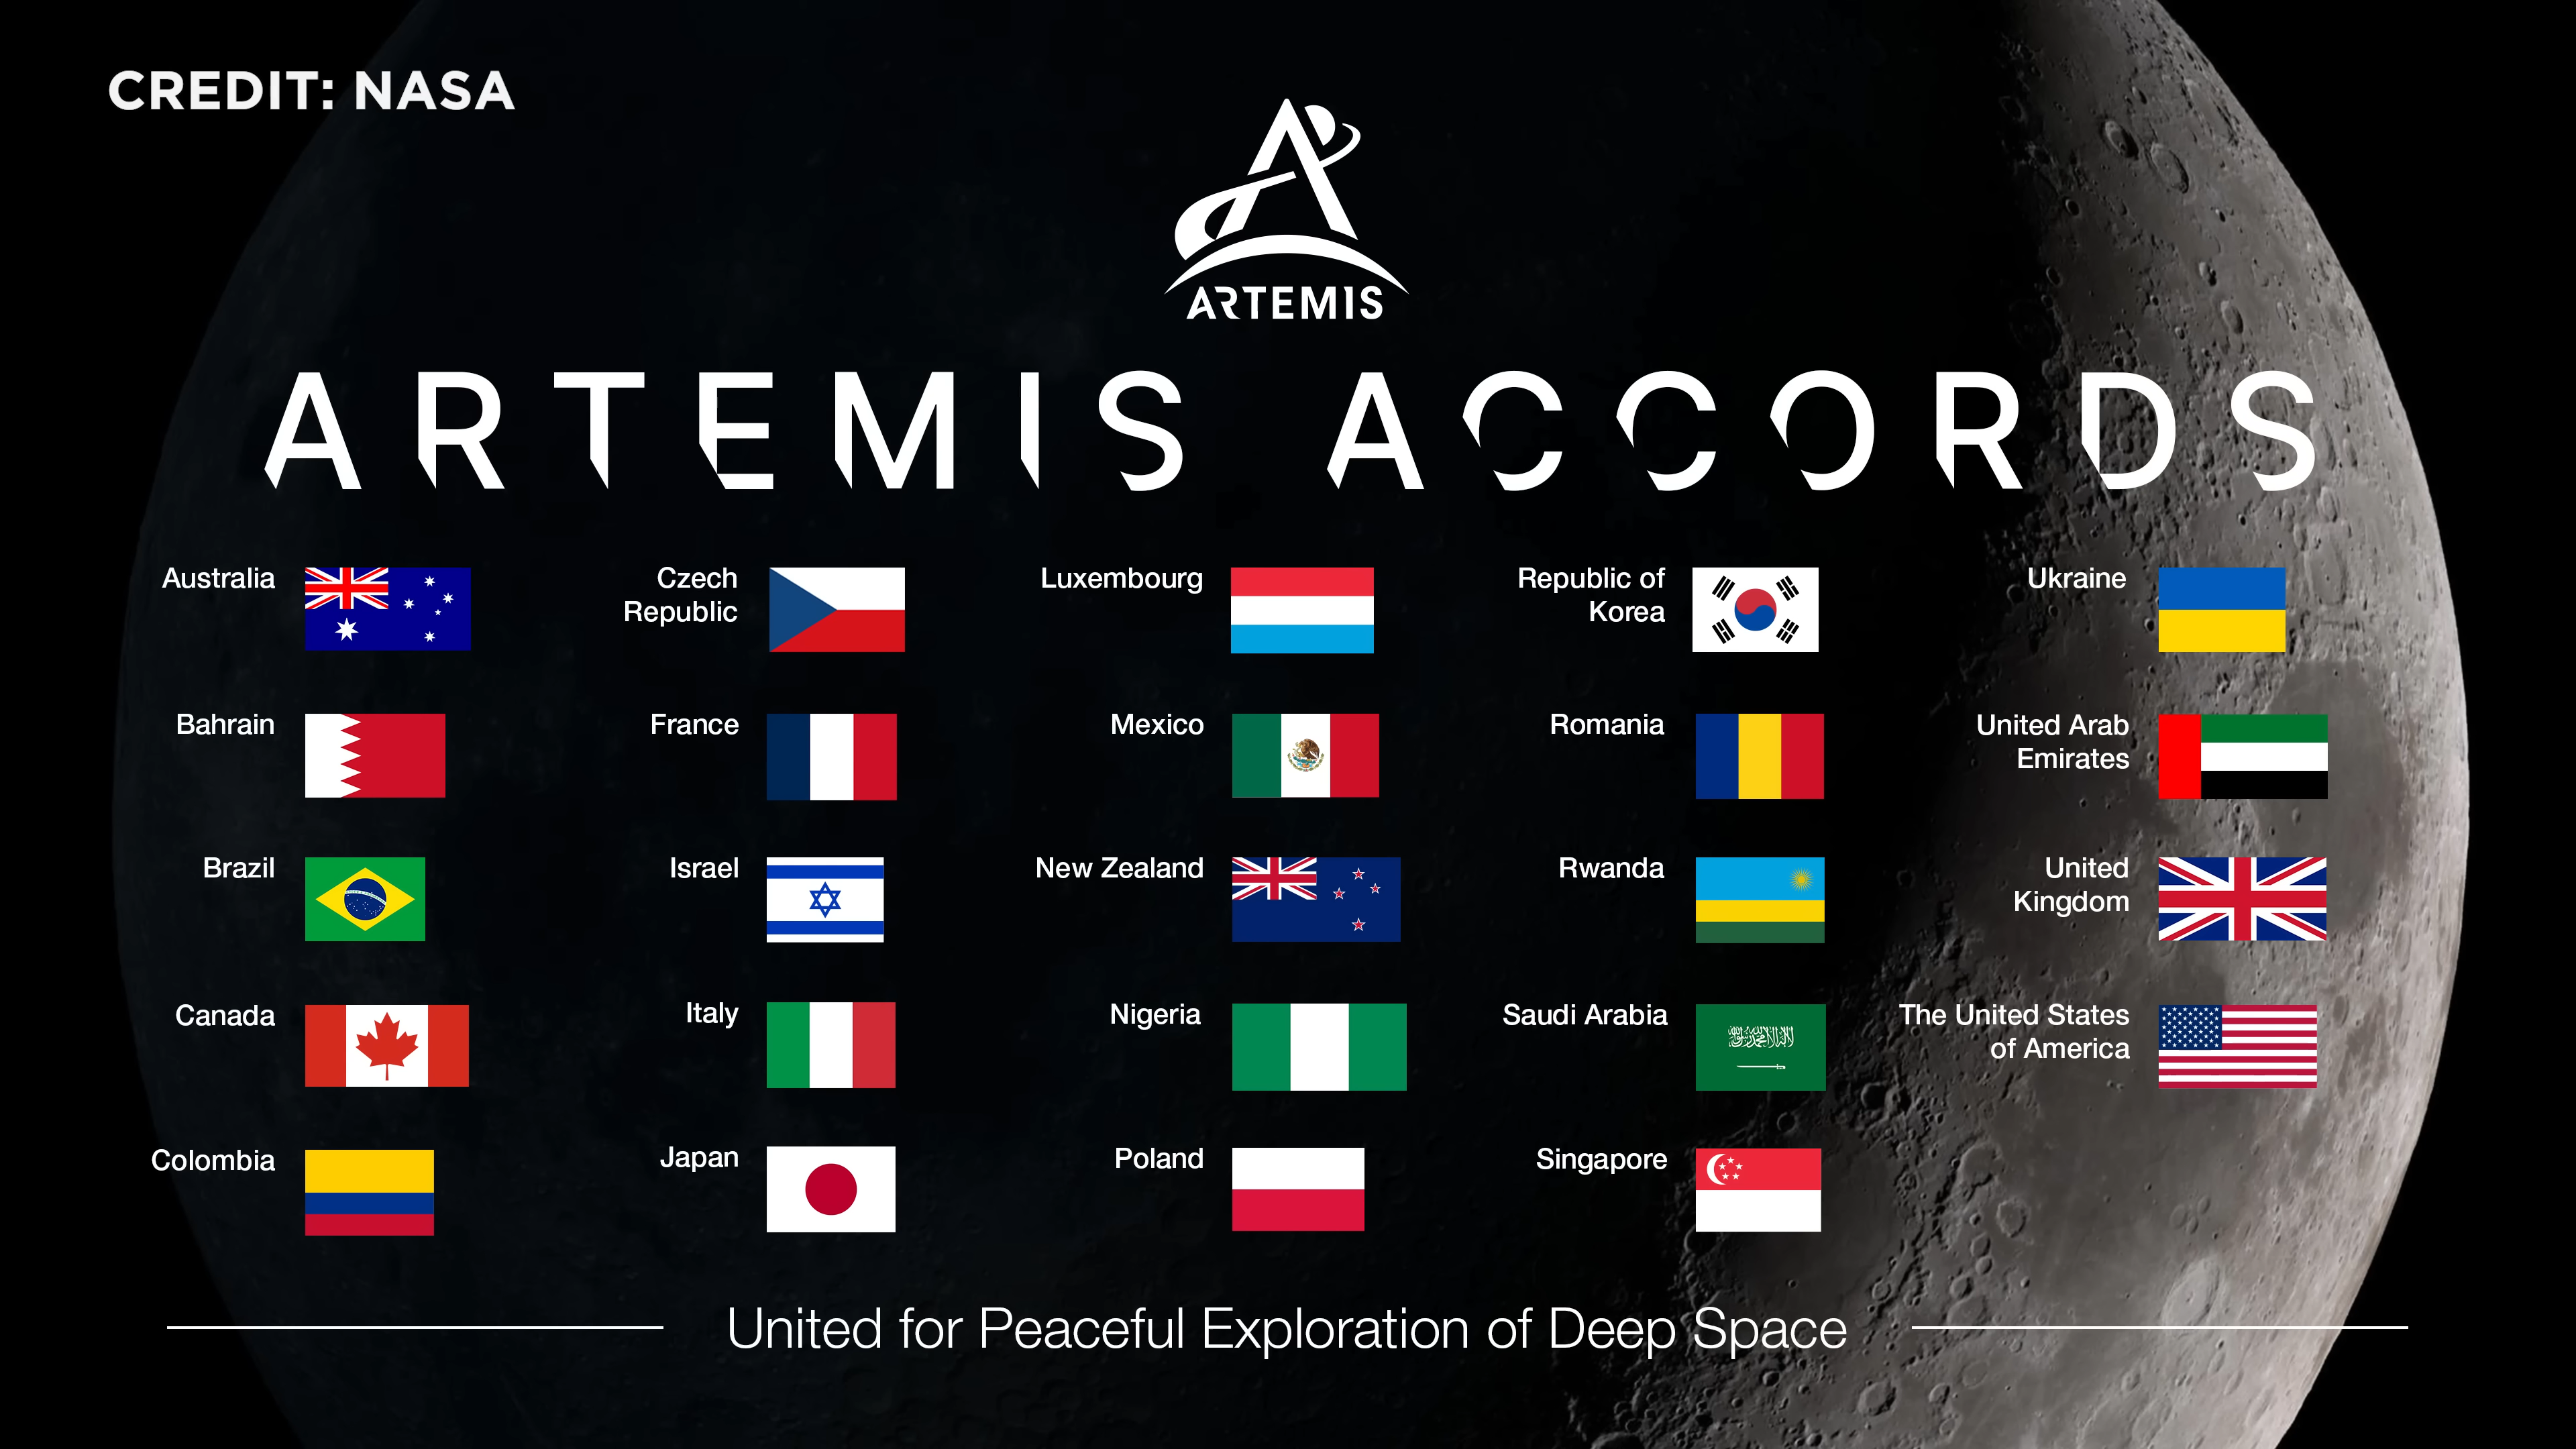 CREDIT: NASA
ARTEMIS
ARTEMIS ACCORDS
Australia
Bahrain
Brazil
Canada
Colombia
Czech
Republic
France
Israel
Italy
Japan
Luxembourg
Mexico
New Zealand
Nigeria
Poland
Republic of
Korea
Romania
Rwanda
Saudi Arabia
Singapore
Ukraine
United Arab
Emirates
United
Kingdom
The United States
of America
United for Peaceful Exploration of Deep Space